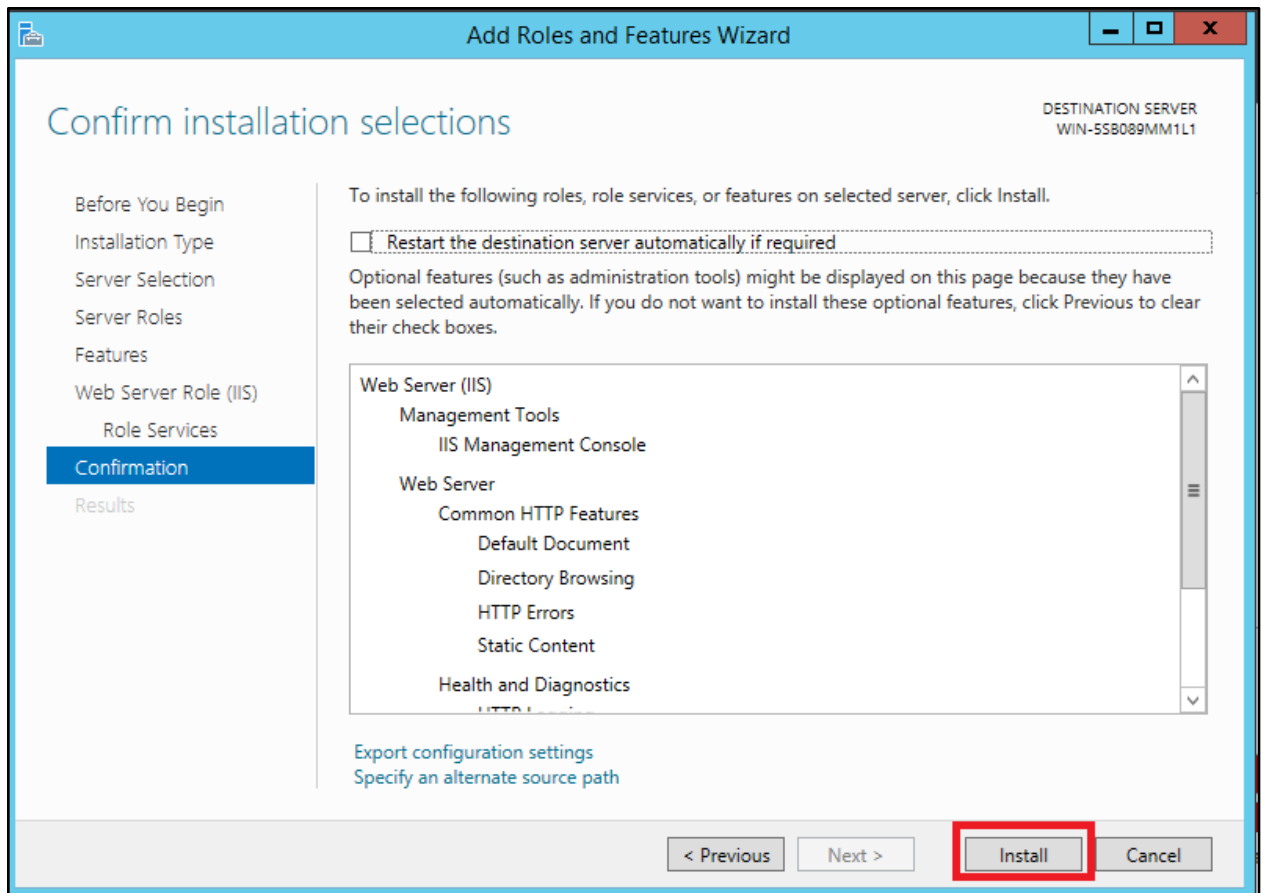 Add Roles and Features Wizard
Confirm installation selections
DESTINATION SERVER
WIN-5SB089MM1L1
Before You Begin
Installation Type
Server Selection
Server Roles
Features
Web Server Role (IIS)
Role Services
Confirmation
Results
To install the following roles, role services, or features on selected server, click Install.
Restart the destination server automatically if required
Optional features (such as administration tools) might be displayed on this page because they have
been selected automatically. If you do not want to install these optional features, click Previous to clear
their check boxes.
Web Server (IIS)
Management Tools
IIS Management Console
Web Server
Common HTTP Features
Default Document
Directory Browsing
HTTP Errors
Static Content
Health and Diagnostics
HTTP Logging
Export configuration settings
Specify an alternate source path
< Previous
Next >
Install
Cancel